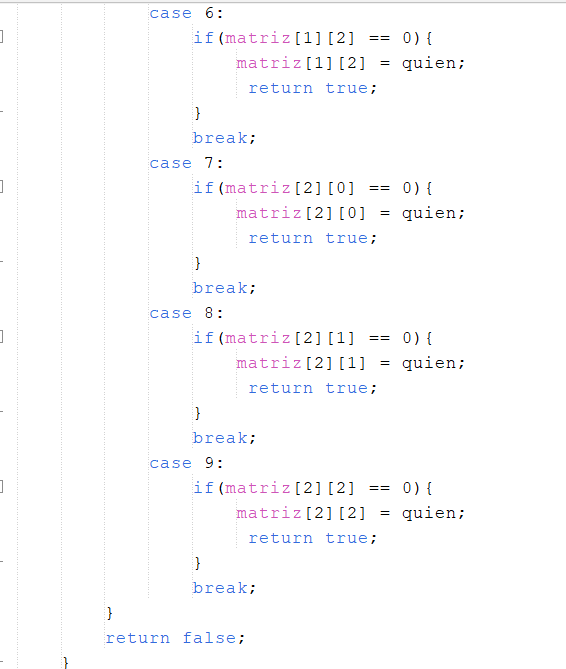 case 6:
if(matriz[1][2] == 0){
matriz[1][2] = quien;
return true;
}
break;
case 7:
if(matriz[2][0] == 0){
matriz[2][0] = quien;
return true;
}
break;
case 8:
if(matriz[2][1] == 0){
matriz[2][1] = quien;
return true;
}
break;
case 9:
if(matriz[2][2] == 0){
matriz[2][2] = quien;
return true;
}
break;
}
return false;
}